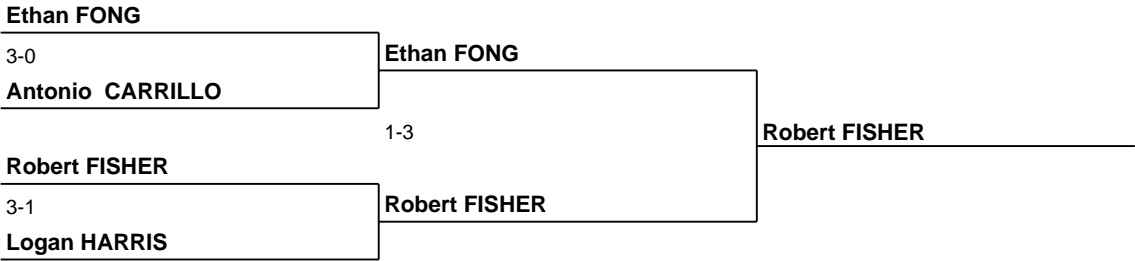 Ethan FONG
3-0
Ethan FONG
Antonio  CARRILLO
1-3
Robert FISHER
Robert FISHER
3-1
Robert FISHER
Logan HARRIS